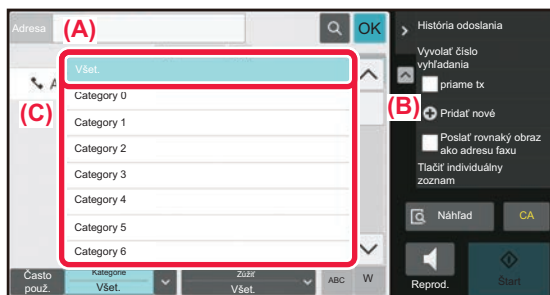 Adresa
(A)
OK
História odoslania
Vyvolať číslo
vyhľadania
priame tx
Pridať nové
Poslať rovnaký obraz
ako adresu faxu
Tlačiť individuálny
zoznam
(B)
(C)
A
Všet.
Category 0
Category 1
Category 2
Category 3
Category 4
Category 5
Category 6
Náhľad
CA
Často
použ.
Kategórie
Všet.
Zúžiť
Všet.
ABC
W
Reprod.
Štart